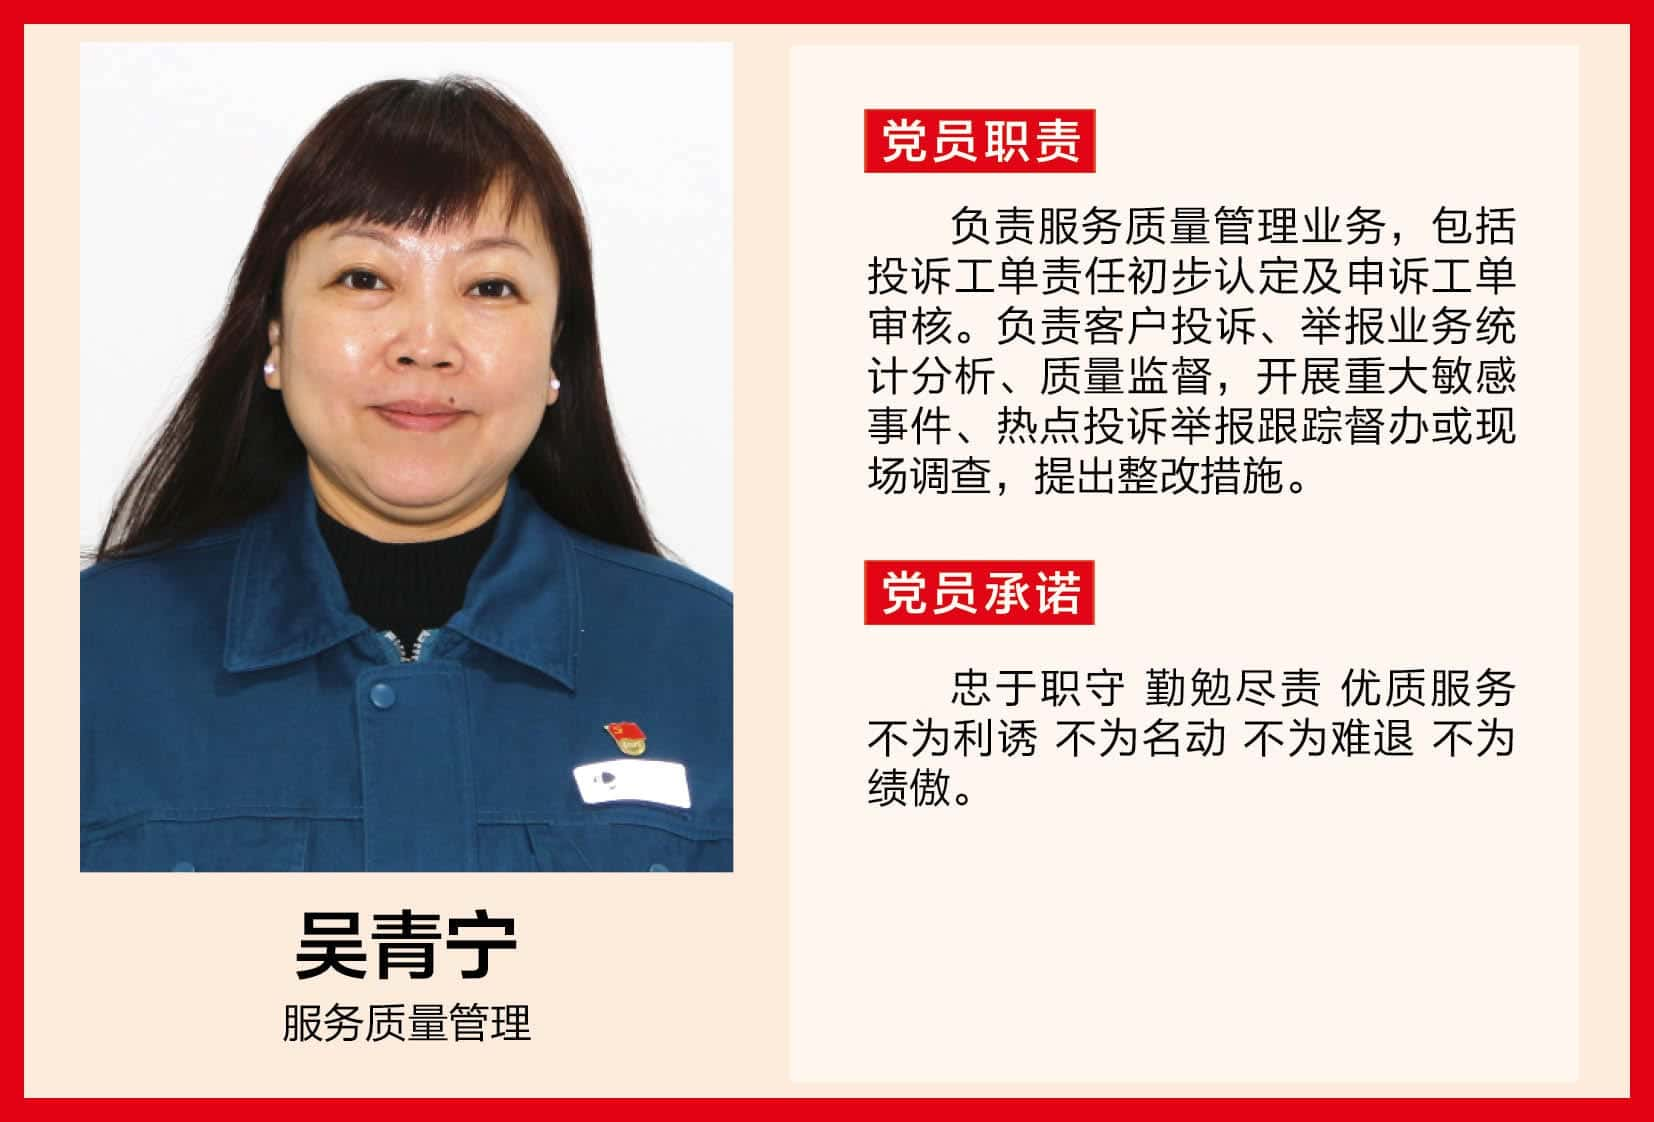 吴青宁
服务质量管理
党员职责
负责服务质量管理业务，包括
投诉工单责任初步认定及申诉工单
审核。负责客户投诉、举报业务统
计分析、质量监督，开展重大敏感
事件、热点投诉举报跟踪督办或现
场调查，提出整改措施。
党员承诺
忠于职守 勤勉尽责 优质服务
不为利诱 不为名动 不为难退 不为
绩傲。